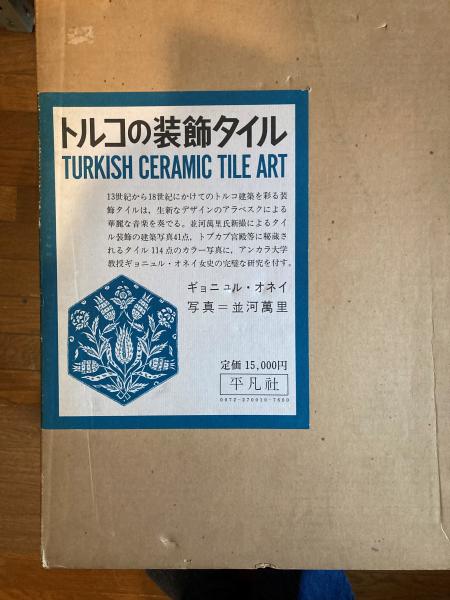 トルコの装飾タイル
TURKISH CERAMIC TILE ART
13世紀から18世紀にかけてのトルコ建築を彩る装
飾タイルは、生新なデザインのアラベスクによる
華麗な音楽を奏でる。並河萬里氏新撮によるタイ
ル装飾の建築写真41点、トプカプ宮殿等に秘蔵さ
れるタイル114点のカラー写真に、アンカラ大学
教授ギョニュル・オネイ女史の完璧な研究を付す。
ギョニュル・オネイ
写真=並河萬里
定価 15,000円
平凡社
0072-270010-7600